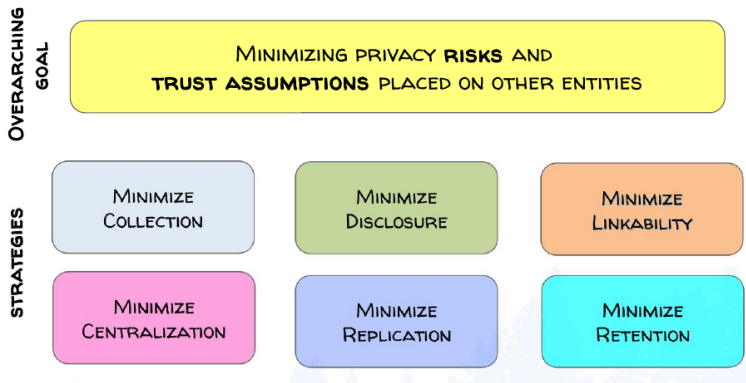 OVERARCHING
GOAL
MINIMIZING PRIVACY RISKS AND
TRUST ASSUMPTIONS PLACED ON OTHER ENTITIES
STRATEGIES
MINIMIZE
COLLECTION
MINIMIZE
DISCLOSURE
MINIMIZE
LINKABILITY
MINIMIZE
CENTRALIZATION
MINIMIZE
REPLICATION
MINIMIZE
RETENTION